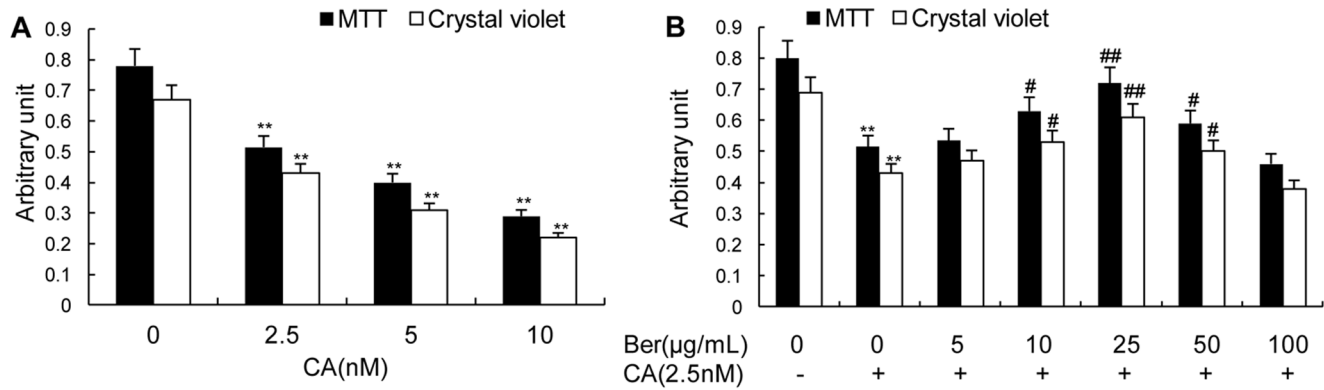 A
MTT Crystal violet
Arbitrary unit
0.9
0.8
0.7
0.6
0.5
0.4
0.3
0.2
0.1
0
** ** ** ** ** **
0 2.5 5 10
CA(nM)
B
MTT Crystal violet
Arbitrary unit
0.9
0.8
0.7
0.6
0.5
0.4
0.3
0.2
0.1
0
** ** # # ## ## # #
Ber(µg/mL) 0 0 5 10 25 50 100
CA(2.5nM) - + + + + + +